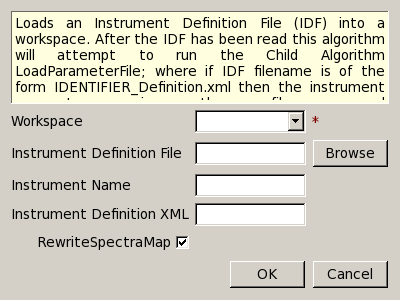 Loads an Instrument Definition File (IDF) into a
workspace. After the IDF has been read this algorithm
will attempt to run the Child Algorithm
LoadParameterFile; where if IDF filename is of the
form IDENTIFIER_Definition.xml then the instrument
Workspace *
Instrument Definition File Browse
Instrument Name
Instrument Definition XML
RewriteSpectraMap
OK Cancel